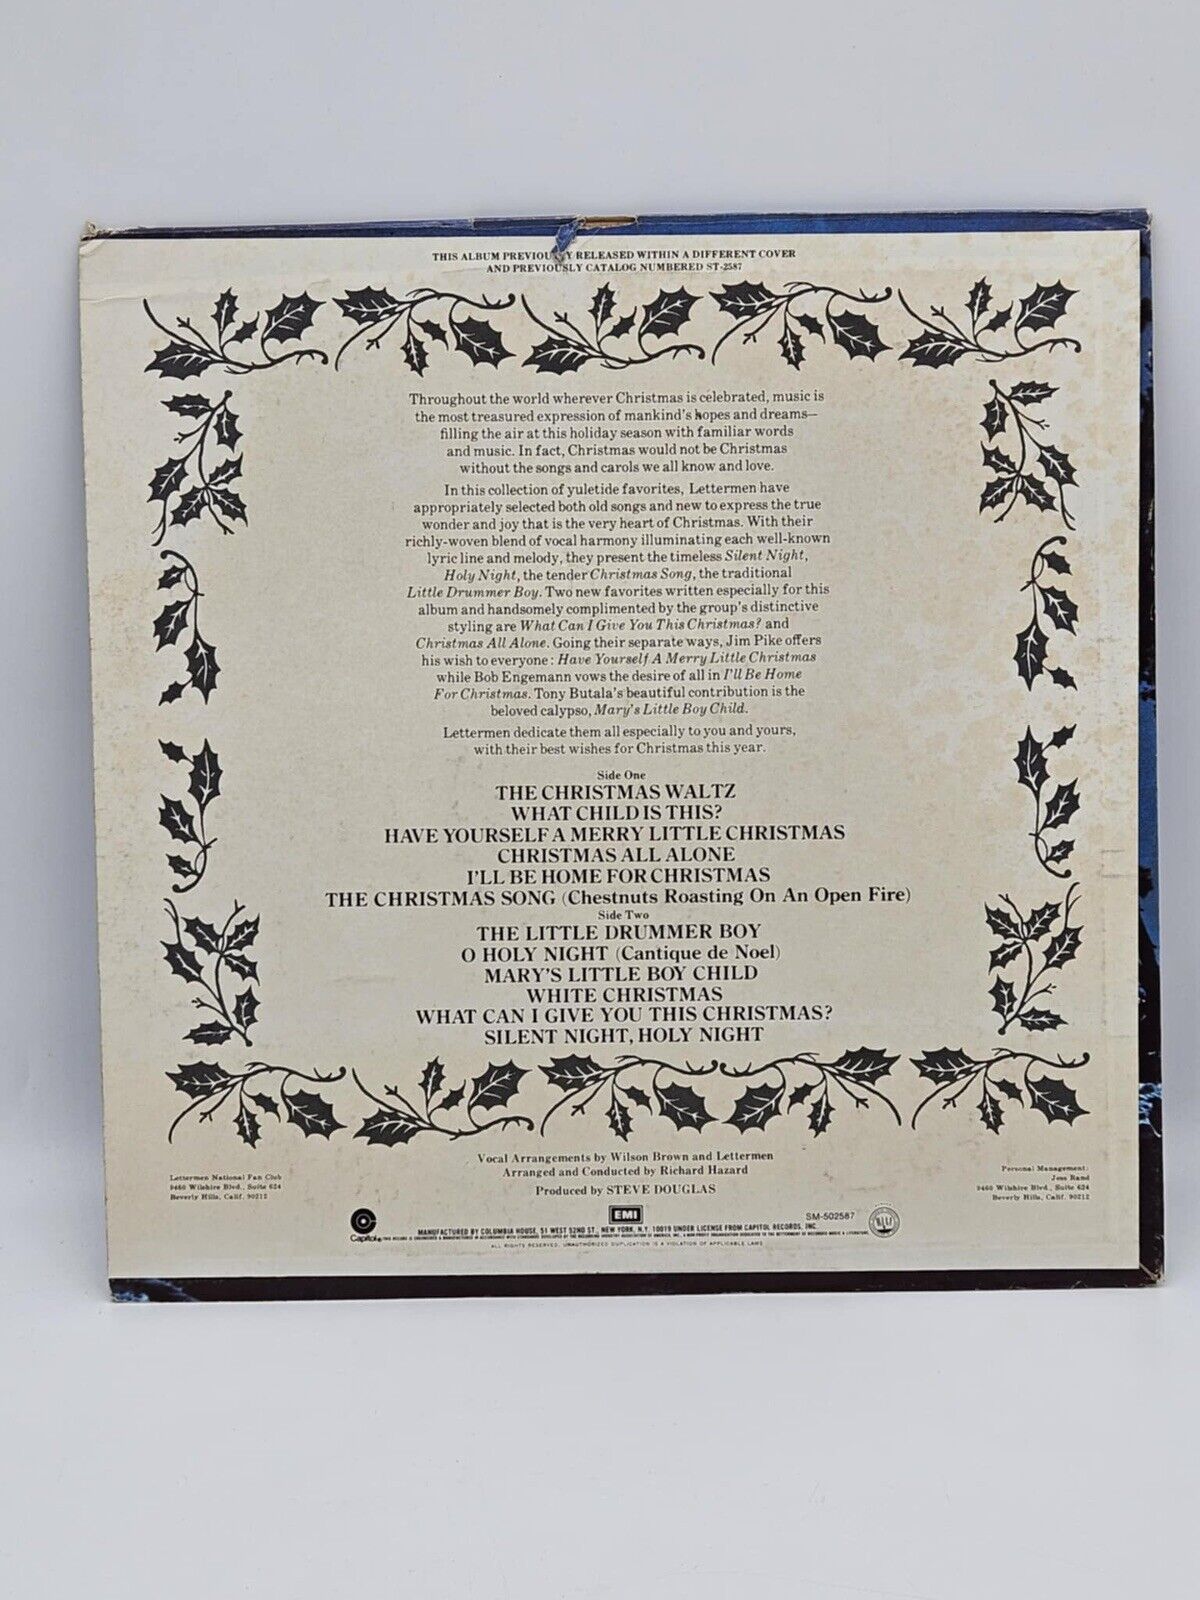 THIS ALBUM PREVIOUSLY RELEASED WITHIN A DIFFERENT COVER
AND PREVIOUSLY CATALOG NUMBERED ST-2587
Throughout the world wherever Christmas is celebrated, music is
the most treasured expression of mankind's hopes and dreams—
filling the air at this holiday season with familiar words
and music. In fact, Christmas would not be Christmas
without the songs and carols we all know and love.
In this collection of yuletide favorites, Lettermen have
appropriately selected both old songs and new to express the true
wonder and joy that is the very heart of Christmas. With their
richly-woven blend of vocal harmony illuminating each well-known
lyric line and melody, they present the timeless Silent Night,
Holy Night, the tender Christmas Song, the traditional
Little Drummer Boy. Two new favorites written especially for this
album and handsomely complimented by the group's distinctive
styling are What Can I Give You This Christmas? and
Christmas All Alone. Going their separate ways, Jim Pike offers
his wish to everyone: Have Yourself A Merry Little Christmas
while Bob Engemann vows the desire of all in I'll Be Home
For Christmas. Tony Butala's beautiful contribution is the
beloved calypso, Mary's Little Boy Child.
Lettermen dedicate them all especially to you and yours,
with their best wishes for Christmas this year.
Side One
THE CHRISTMAS WALTZ
WHAT CHILD IS THIS?
HAVE YOURSELF A MERRY LITTLE CHRISTMAS
CHRISTMAS ALL ALONE
I'LL BE HOME FOR CHRISTMAS
THE CHRISTMAS SONG (Chestnuts Roasting On An Open Fire)
Side Two
THE LITTLE DRUMMER BOY
O HOLY NIGHT (Cantique de Noel)
MARY'S LITTLE BOY CHILD
WHITE CHRISTMAS
WHAT CAN I GIVE YOU THIS CHRISTMAS?
SILENT NIGHT, HOLY NIGHT
Vocal Arrangements by Wilson Brown and Lettermen
Arranged and Conducted by Richard Hazard
Produced by STEVE DOUGLAS
Lettermen National Fan Club
9460 Wilshire Blvd., Suite 624
Beverly Hills, Calif. 90212
Personal Management:
Jess Rand
9460 Wilshire Blvd., Suite 624
Beverly Hills, Calif. 90212
Capitol
EMI
SM-502587
MANUFACTURED BY COLUMBIA HOUSE, 51 WEST 52ND ST., NEW YORK, N.Y. 10019 UNDER LICENSE FROM CAPITOL RECORDS, INC.
ALL RIGHTS RESERVED. UNAUTHORIZED DUPLICATION IS A VIOLATION OF APPLICABLE LAWS